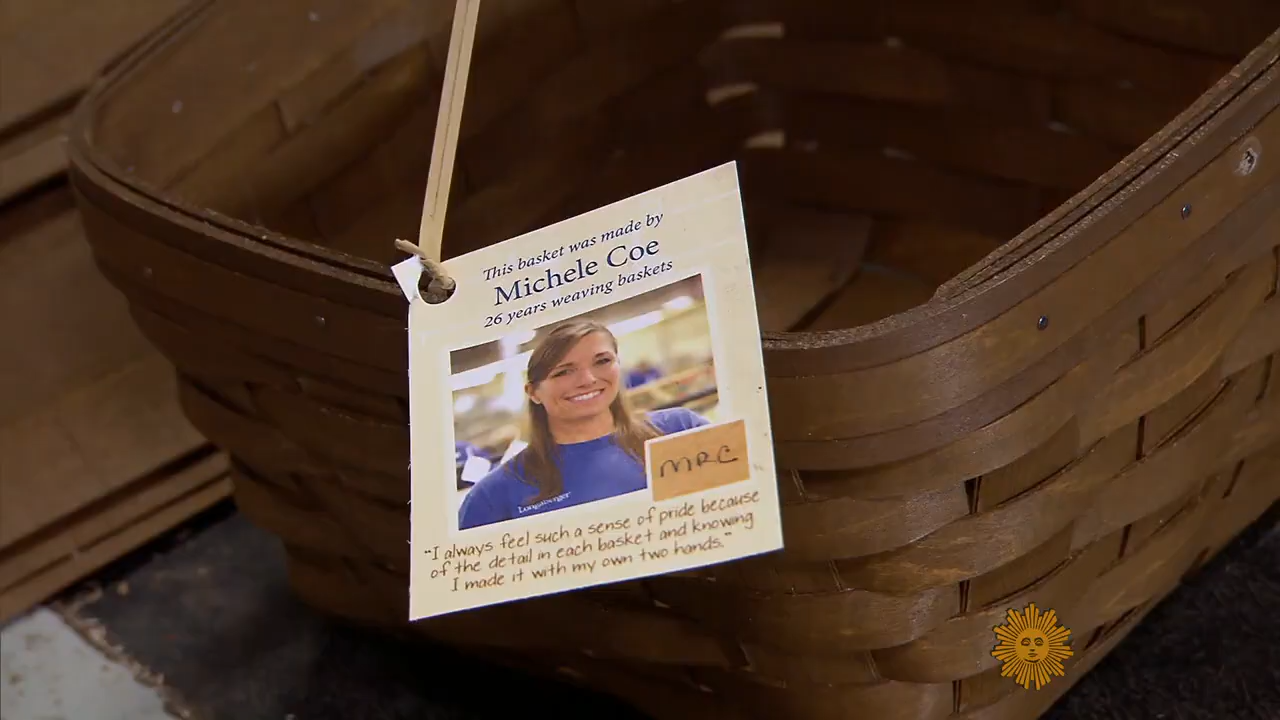 This basket was made by
Michele Coe
26 years weaving baskets
Longaberger
MRC
"I always feel such a sense of pride because
of the detail in each basket and knowing
I made it with my own two hands."